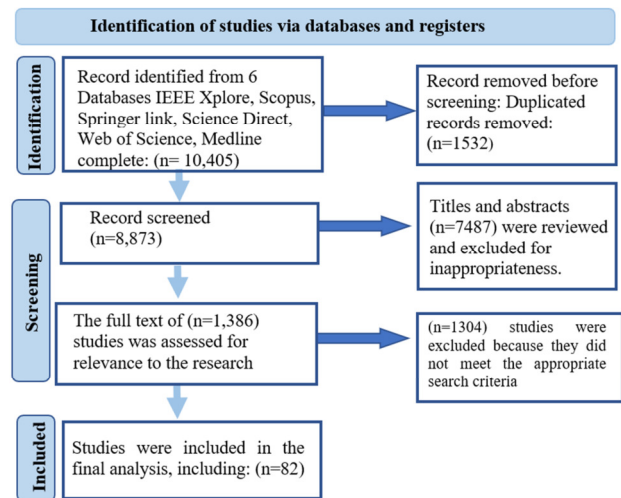 Identification of studies via databases and registers
Identification
Record identified from 6
Databases IEEE Xplore, Scopus,
Springer link, Science Direct,
Web of Science, Medline
complete: (n= 10,405)
Record removed before
screening: Duplicated
records removed:
(n=1532)
Screening
Record screened
(n=8,873)
Titles and abstracts
(n=7487) were reviewed
and excluded for
inappropriateness.
The full text of (n=1,386)
studies was assessed for
relevance to the research
(n=1304) studies were
excluded because they did
not meet the appropriate
search criteria
Included
Studies were included in the
final analysis, including: (n=82)